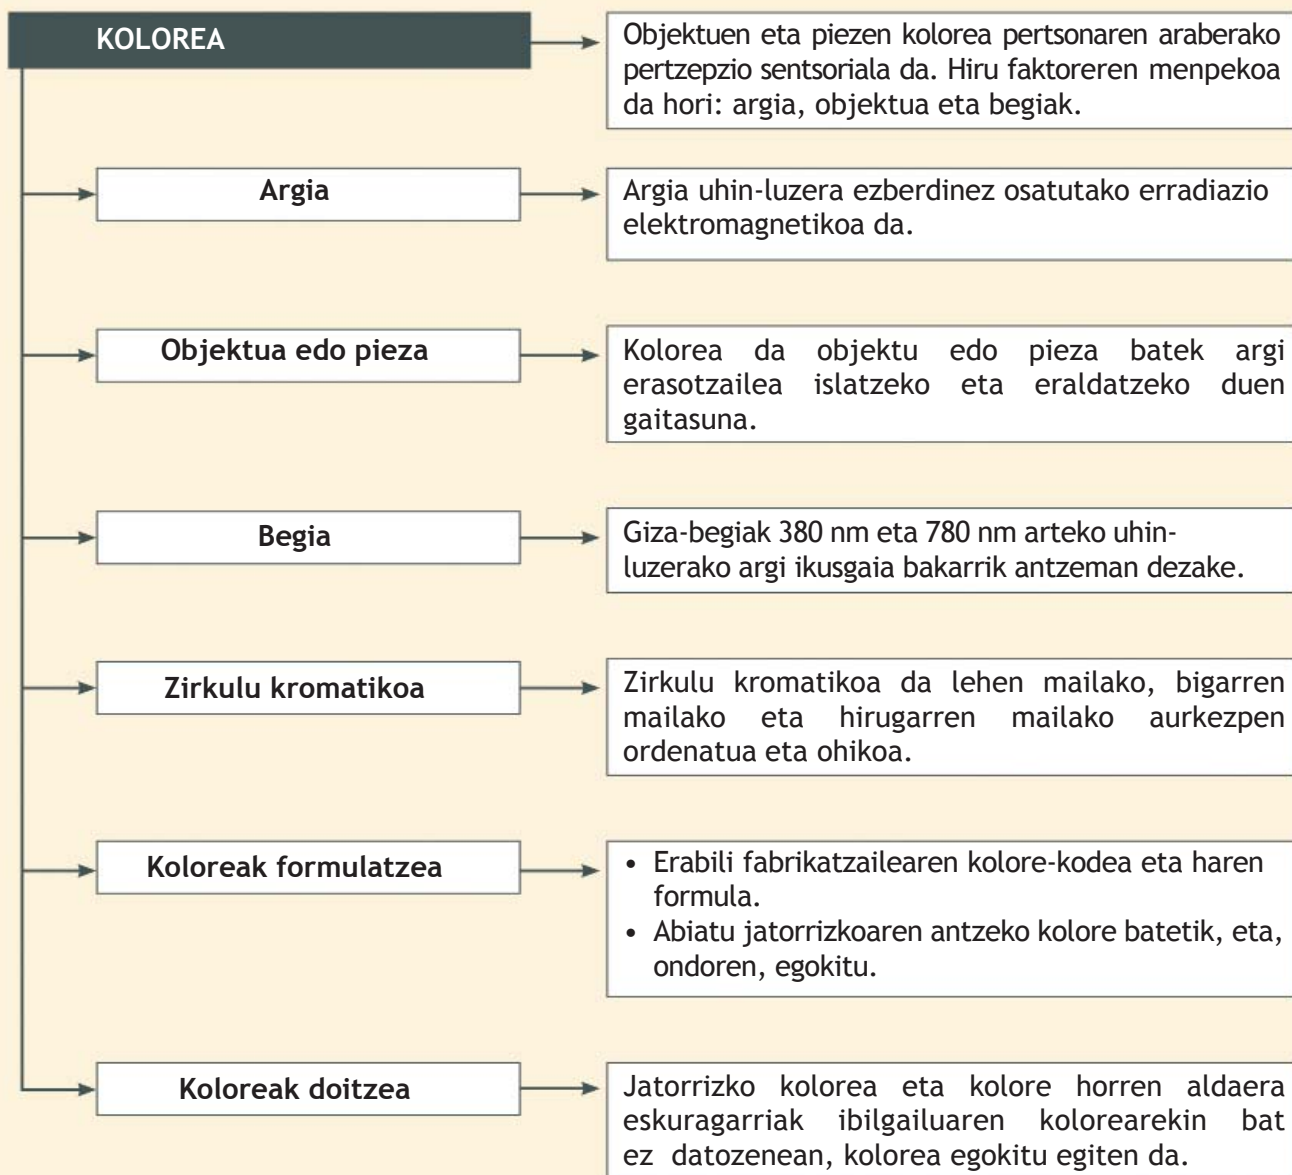 KOLOREA
Objektuen eta piezen kolorea pertsonaren araberako
pertzepzio sentsoriala da. Hiru faktoreren menpekoa
da hori: argia, objektua eta begiak.
Argia
Argia uhin-luzera ezberdinez osatutako erradiazio
elektromagnetikoa da.
Objektua edo pieza
Kolorea da objektu edo pieza batek argi
erasotzailea islatzeko eta eraldatzeko duen
gaitasuna.
Begia
Giza-begiak 380 nm eta 780 nm arteko uhin-
luzerako argi ikusgaia bakarrik antzeman dezake.
Zirkulu kromatikoa
Zirkulu kromatikoa da lehen mailako, bigarren
mailako eta hirugarren mailako aurkezpen
ordenatua eta ohikoa.
Koloreak formulatzea
• Erabili fabrikatzailearen kolore-kodea eta haren
formula.
• Abiatu jatorrizkoaren antzeko kolore batetik, eta,
ondoren, egokitu.
Koloreak doitzea
Jatorrizko kolorea eta kolore horren aldaera
eskuragarriak ibilgailuaren kolorearekin bat
ez datozenean, kolorea egokitu egiten da.